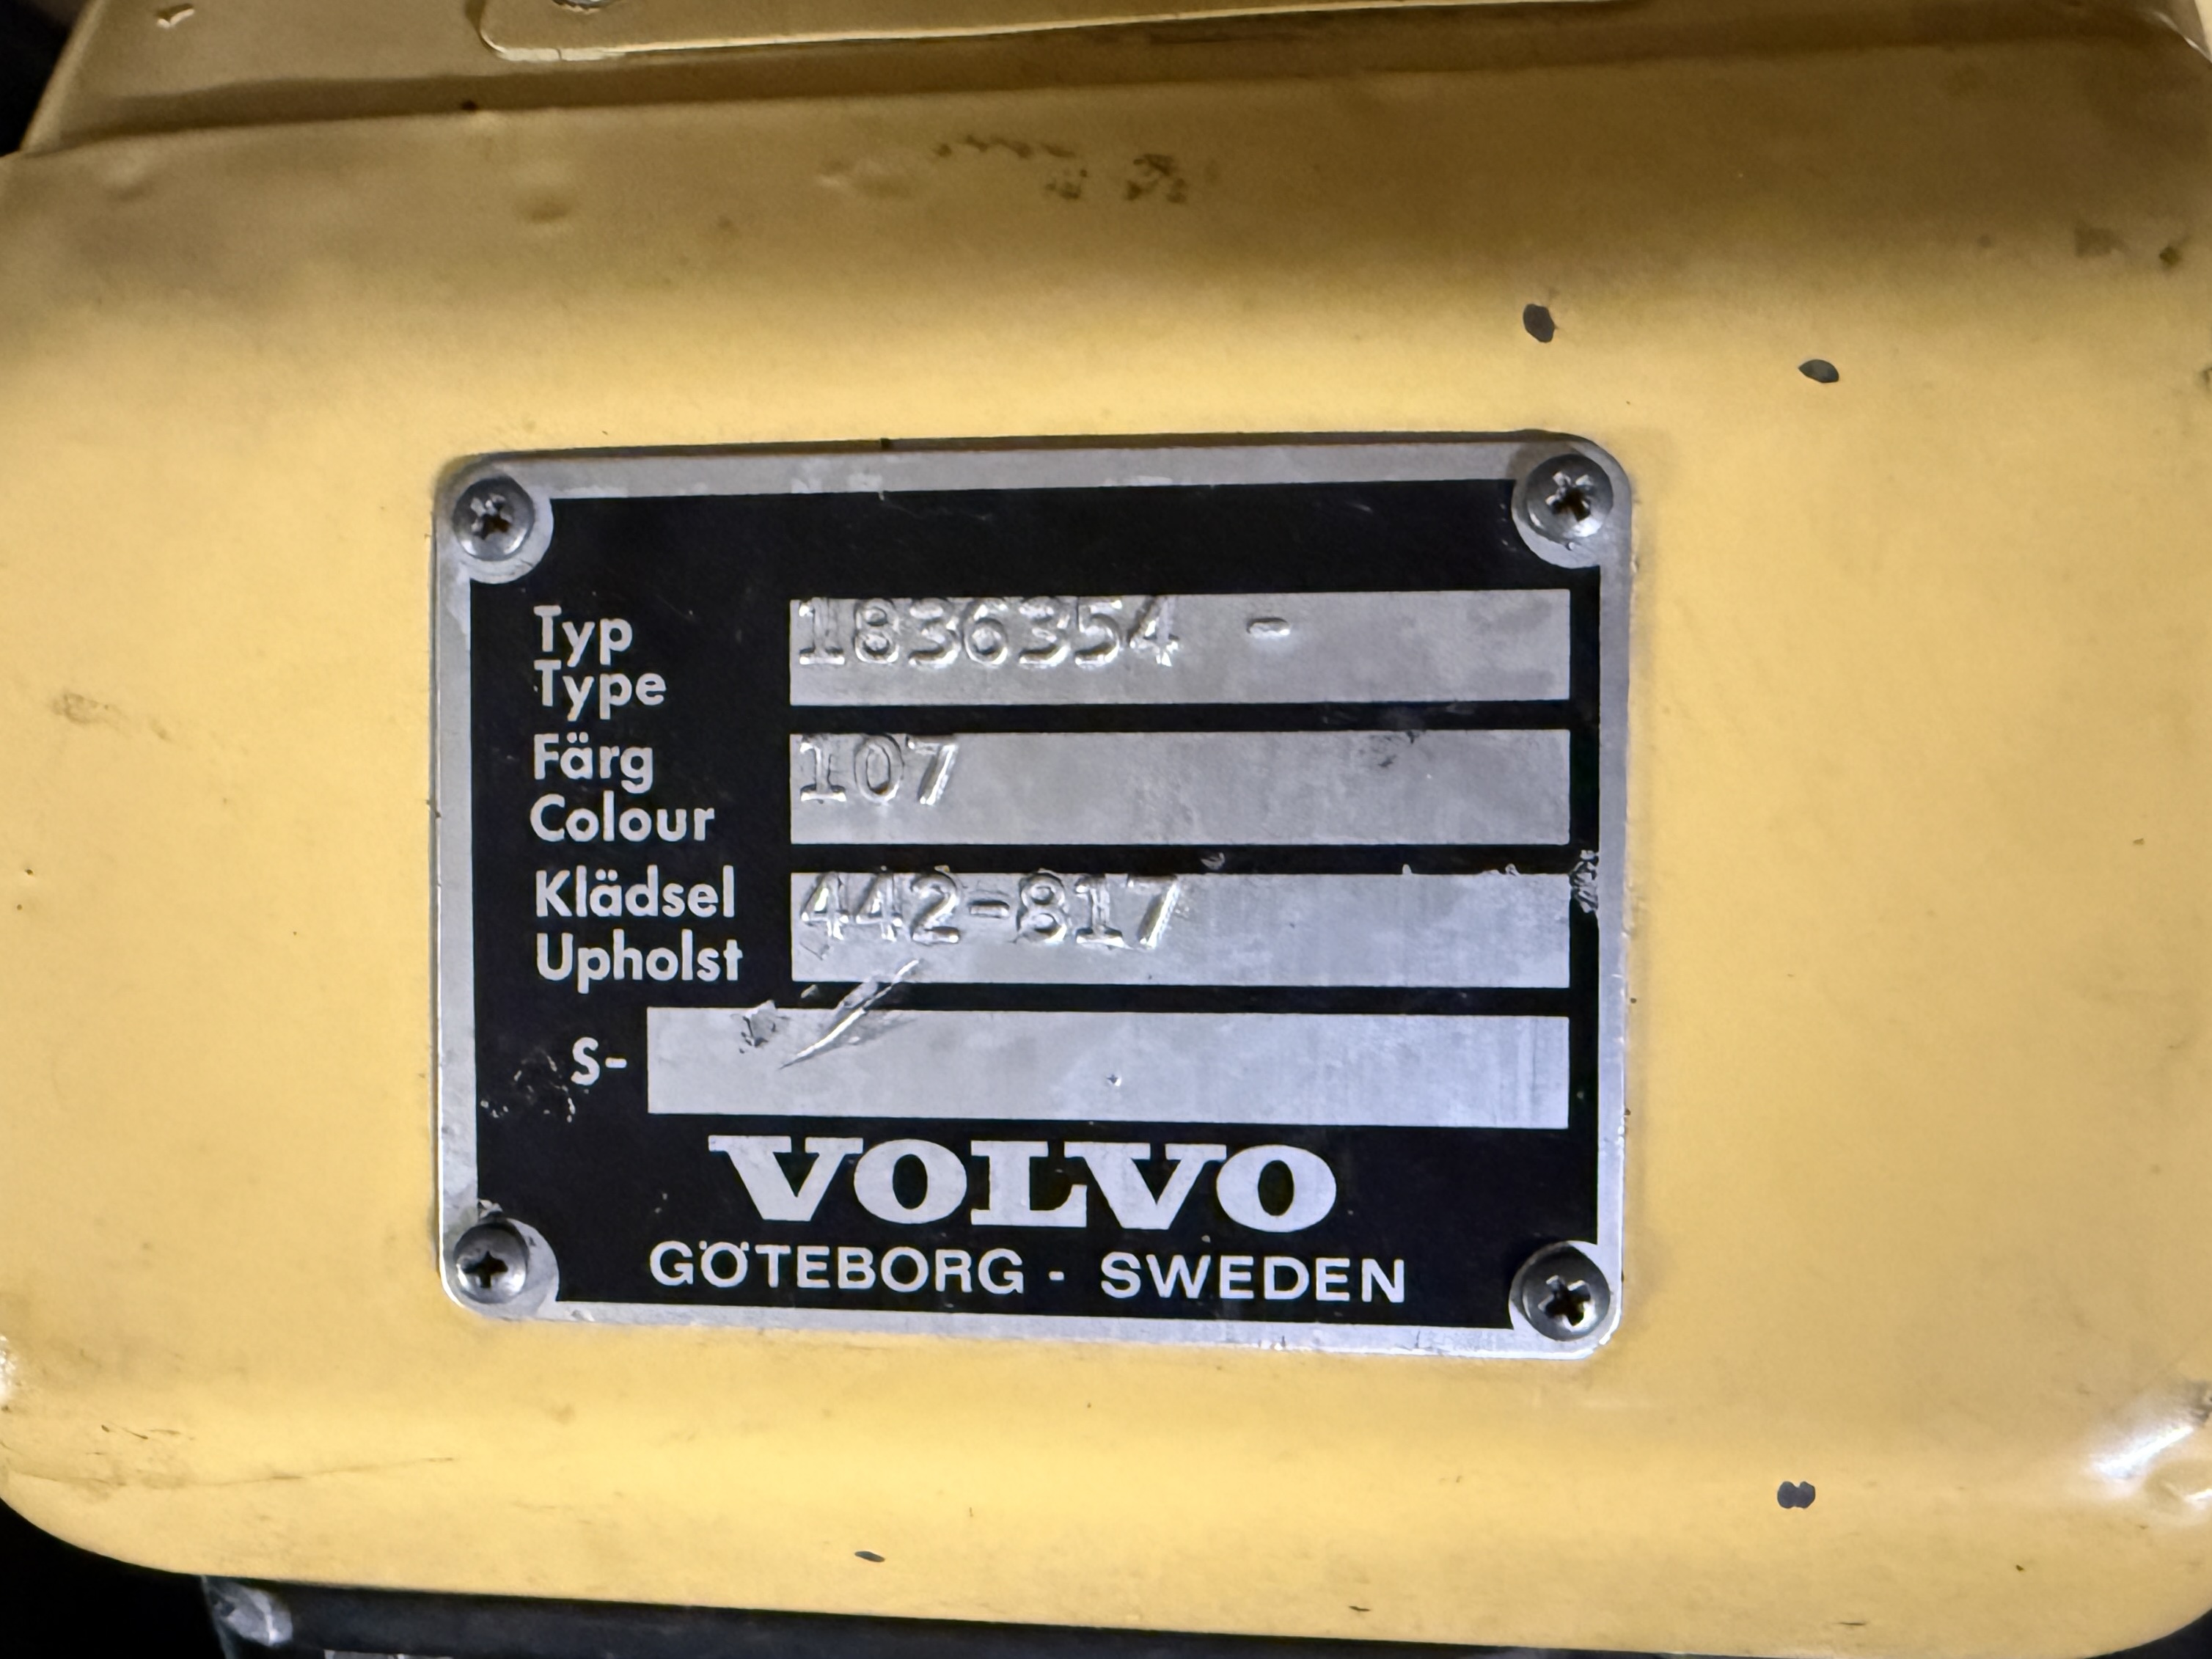 Typ 1836354 -
Type
Färg 107
Colour
Klädsel 442-817
Upholst
S-
VOLVO
GÖTEBORG - SWEDEN